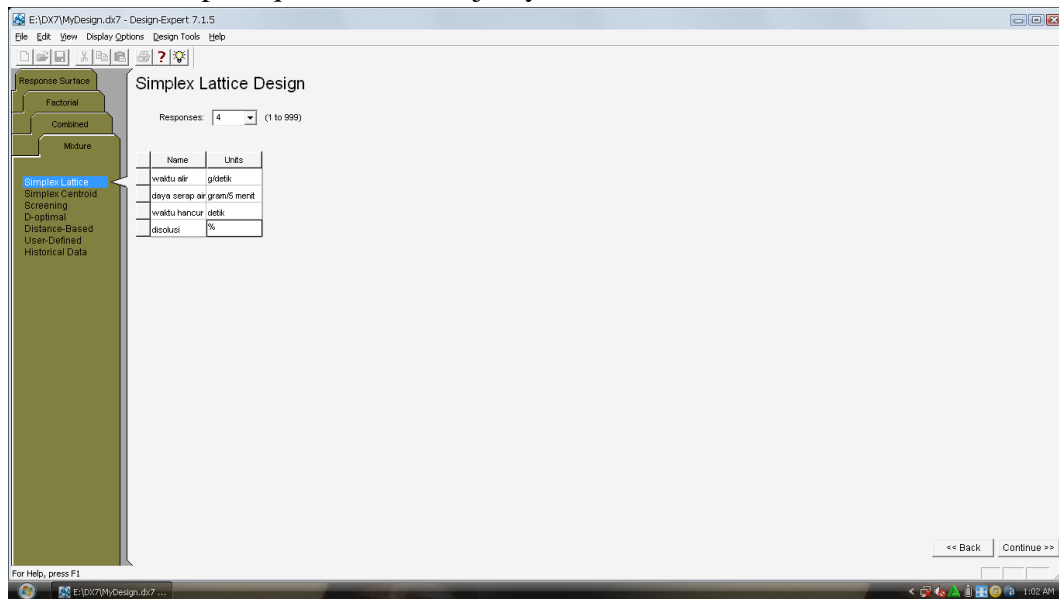 E:\DX7\MyDesign.dx7 - Design-Expert 7.1.5
File Edit View Display Options Design Tools Help
Response Surface
Factorial
Combined
Mixture
Simplex Lattice
Simplex Centroid
Screening
D-optimal
Distance-Based
User-Defined
Historical Data
Simplex Lattice Design
Responses: 4 (1 to 999)
Name Units
waktu alir g/detik
daya serap air gram/5 menit
waktu hancur detik
disolusi %
<< Back Continue >>
For Help, press F1
E:\DX7\MyDesign.dx7 ... 1:02 AM